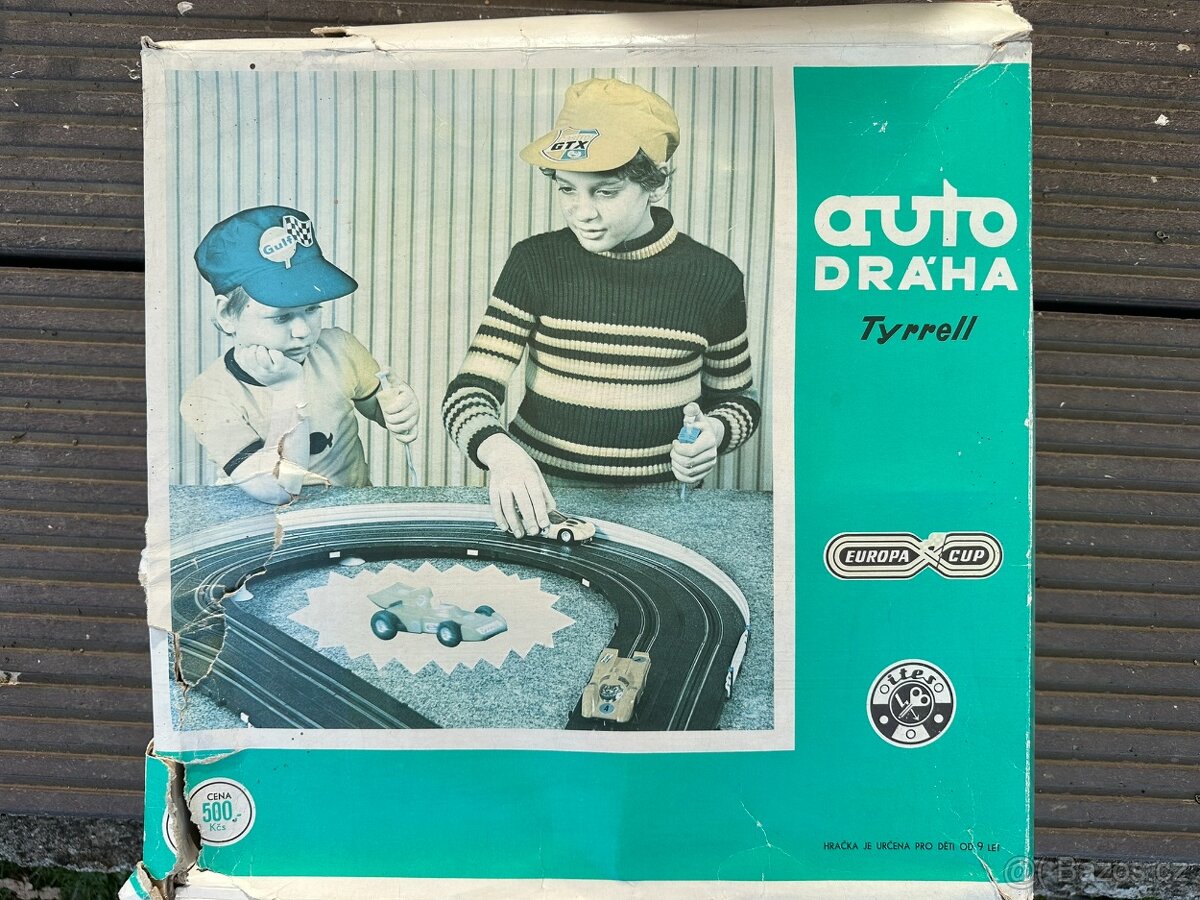 GTX
Gulf
auto
DRÁHA
Tyrrell
EUROPA CUP
ites
4
CENA
500,-
Kčs
HRAČKA JE URČENA PRO DĚTI OD 9 LET
@ Bazos.cz